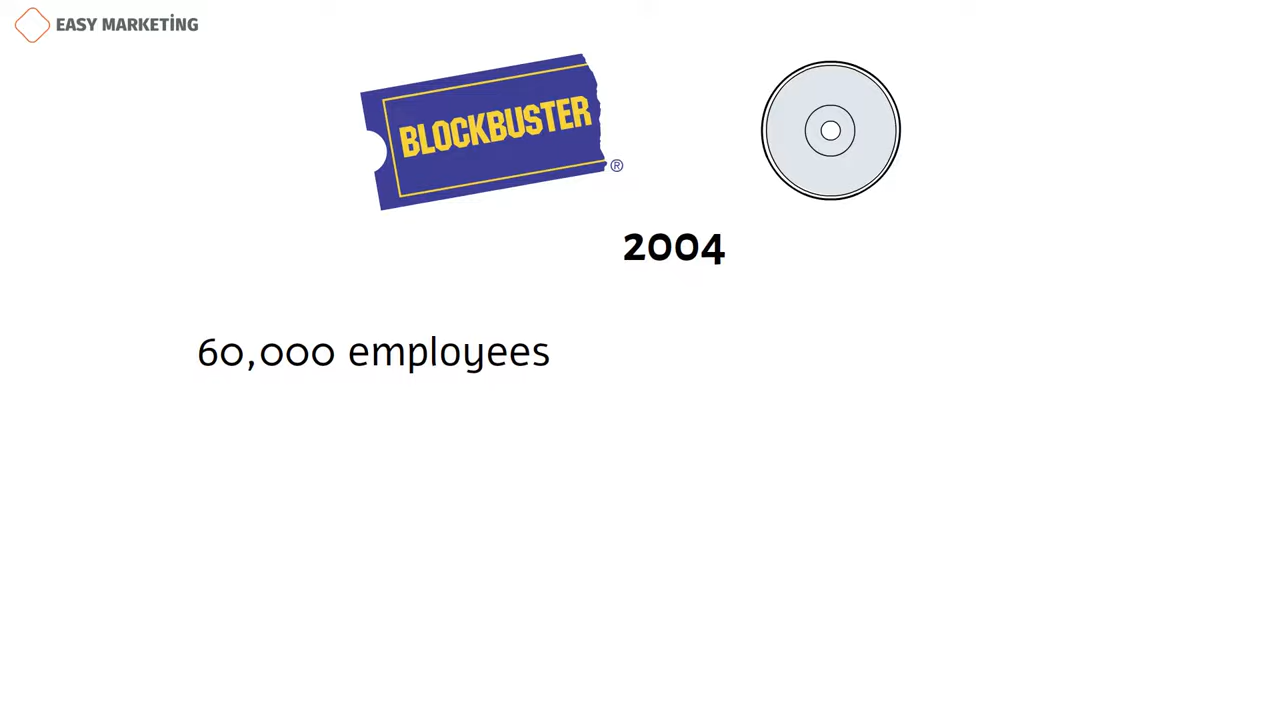 EASY MARKETİNG
BLOCKBUSTER
®
2004
60,000 employees